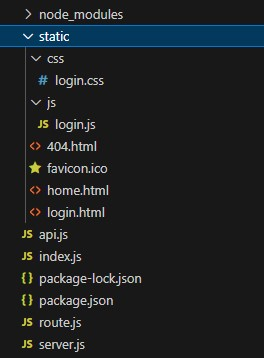 node_modules
static
css
# login.css
js
JS login.js
<> 404.html
favicon.ico
<> home.html
<> login.html
JS api.js
JS index.js
{} package-lock.json
{} package.json
JS route.js
JS server.js